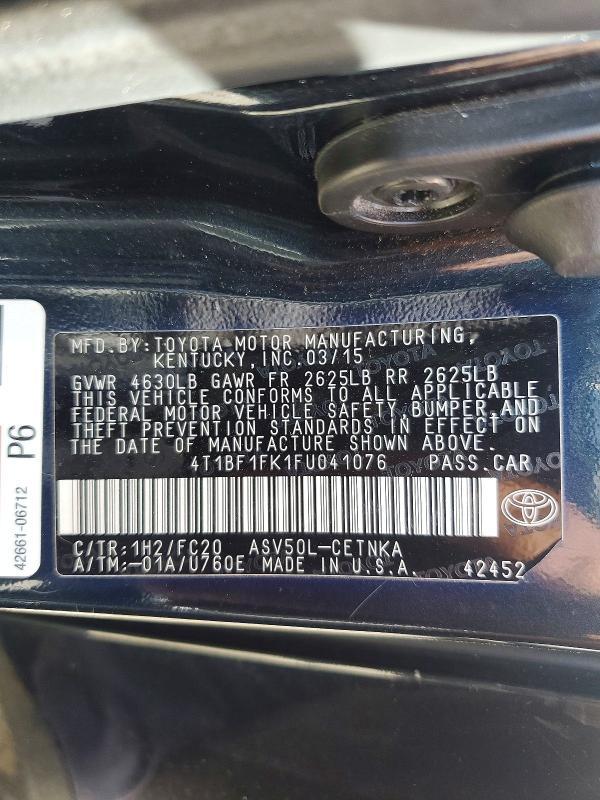 MFD.BY:TOYOTA MOTOR MANUFACTURING,
KENTUCKY, INC.03/15
GVWR 4630LB GAWR FR 2625LB RR 2625LB
THIS VEHICLE CONFORMS TO ALL APPLICABLE
FEDERAL MOTOR VEHICLE SAFETY, BUMPER,AND
THEFT PREVENTION STANDARDS IN EFFECT ON
THE DATE OF MANUFACTURE SHOWN ABOVE.
4T1BF1FK1FU041076 PASS.CAR
C/TR:1H2/FC20 ASV50L-CETNKA
A/TM:-01A/U760E MADE IN U.S.A. 42452
P6
42661-06712